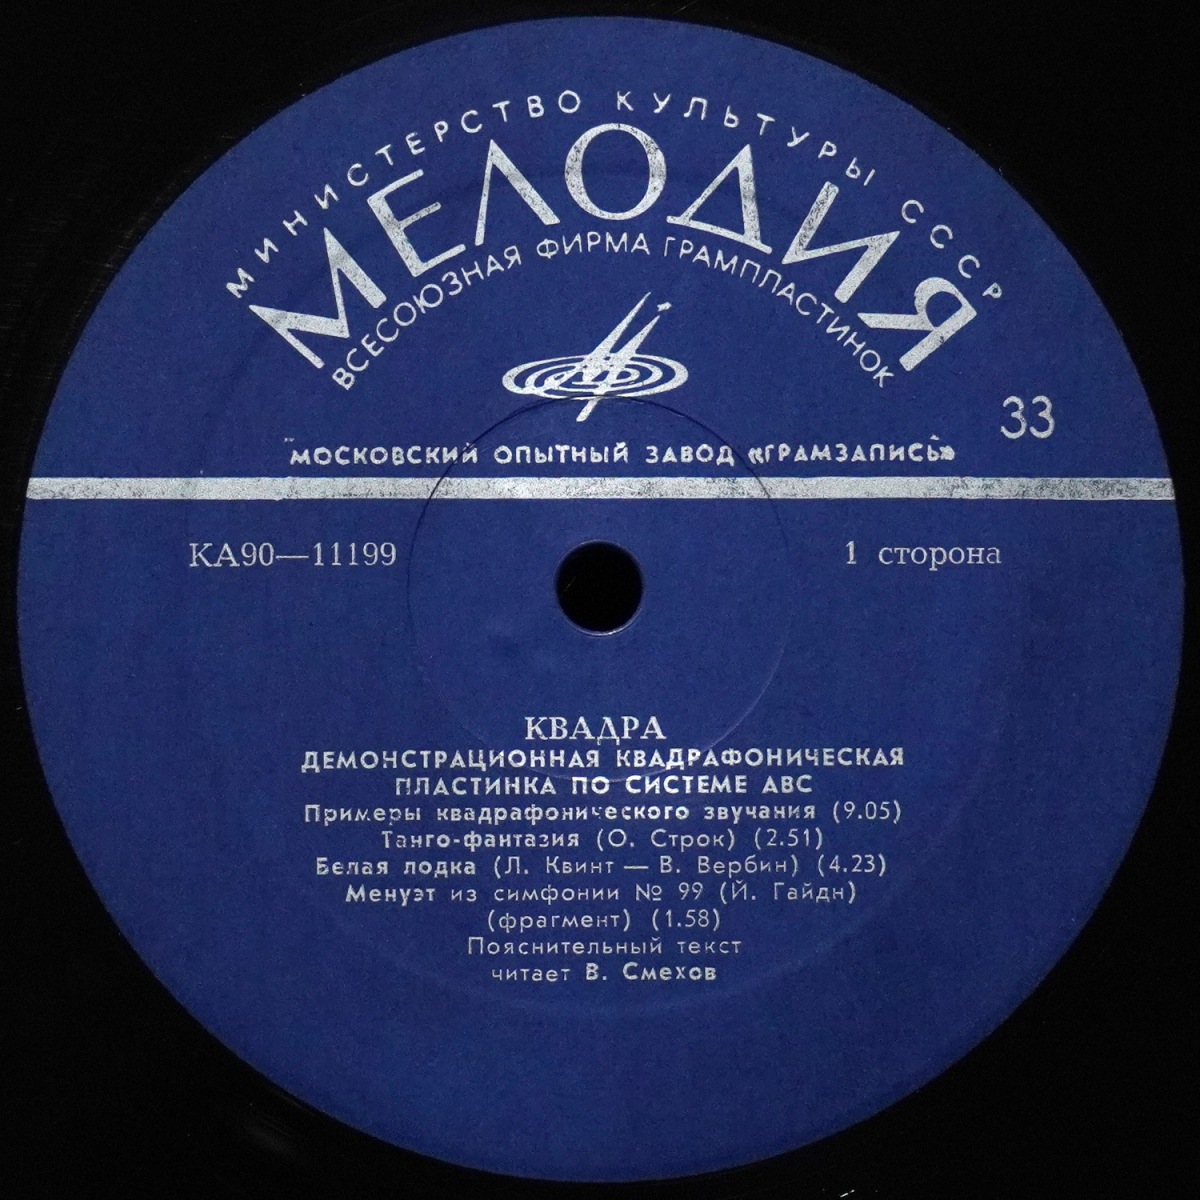 МИНИСТЕРСТВО КУЛЬТУРЫ СССР
МЕЛОДИЯ
ВСЕСОЮЗНАЯ ФИРМА ГРАМПЛАСТИНОК
33
МОСКОВСКИЙ ОПЫТНЫЙ ЗАВОД «ГРАМЗАПИСЬ»
КА90—11199
1 сторона
КВАДРА
ДЕМОНСТРАЦИОННАЯ КВАДРАФОНИЧЕСКАЯ
ПЛАСТИНКА ПО СИСТЕМЕ АВС
Примеры квадрафонического звучания (9.05)
Танго-фантазия (О. Строк) (2.51)
Белая лодка (Л. Квинт — В. Вербин) (4.23)
Менуэт из симфонии № 99 (Й. Гайдн)
(фрагмент) (1.58)
Пояснительный текст
читает В. Смехов